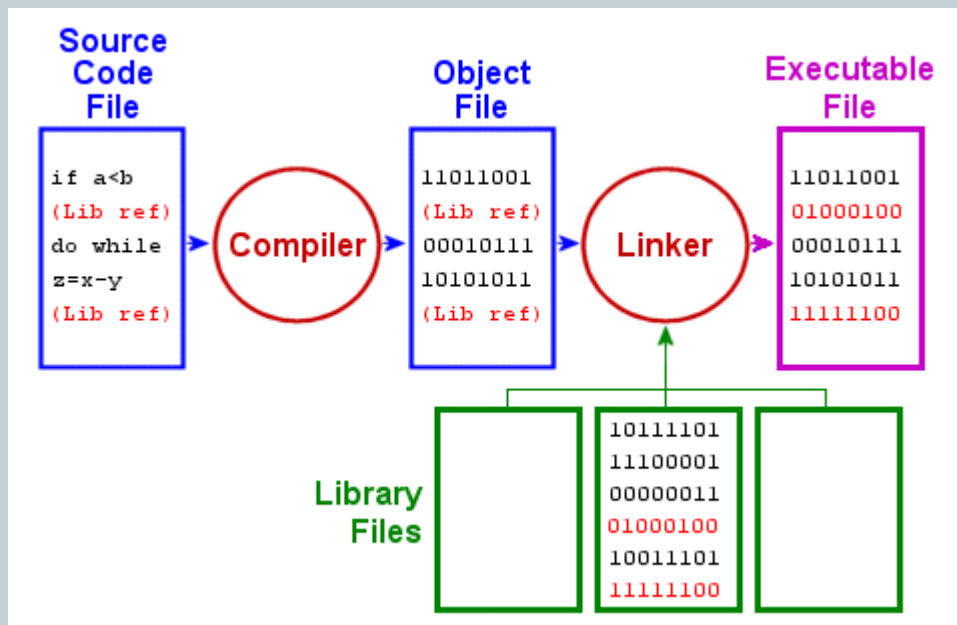 Source
Code
File
if a<b
(Lib ref)
do while
z=x-y
(Lib ref)
Compiler
Object
File
11011001
(Lib ref)
00010111
10101011
(Lib ref)
Linker
Executable
File
11011001
01000100
00010111
10101011
11111100
Library
Files
10111101
11100001
00000011
01000100
10011101
11111100